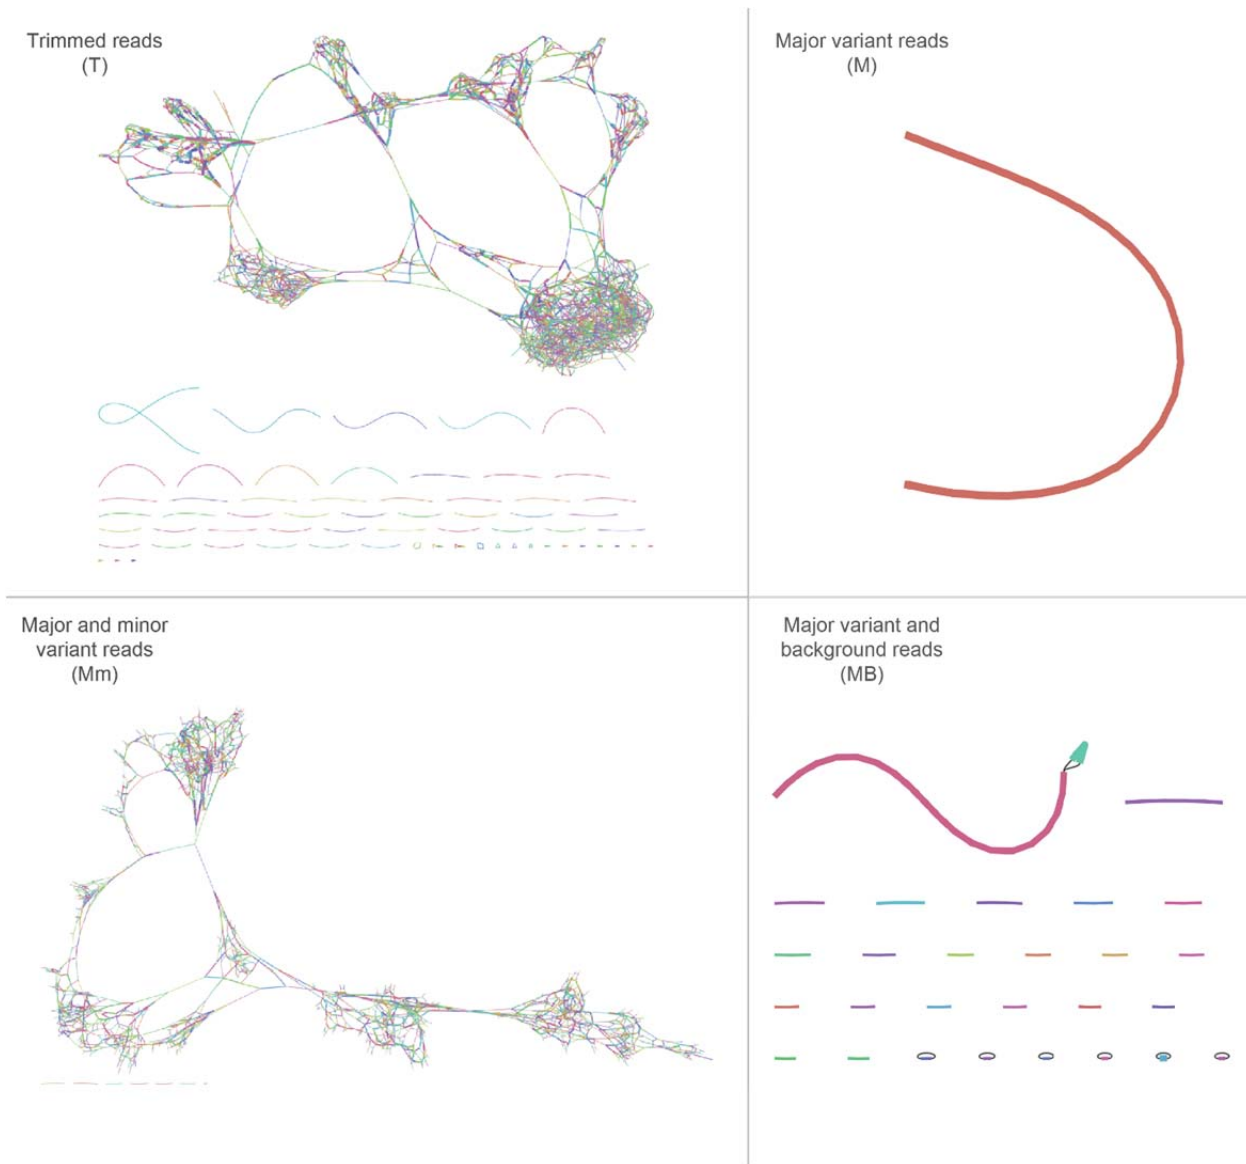 Trimmed reads
(T)
Major variant reads
(M)
Major and minor
variant reads
(Mm)
Major variant and
background reads
(MB)